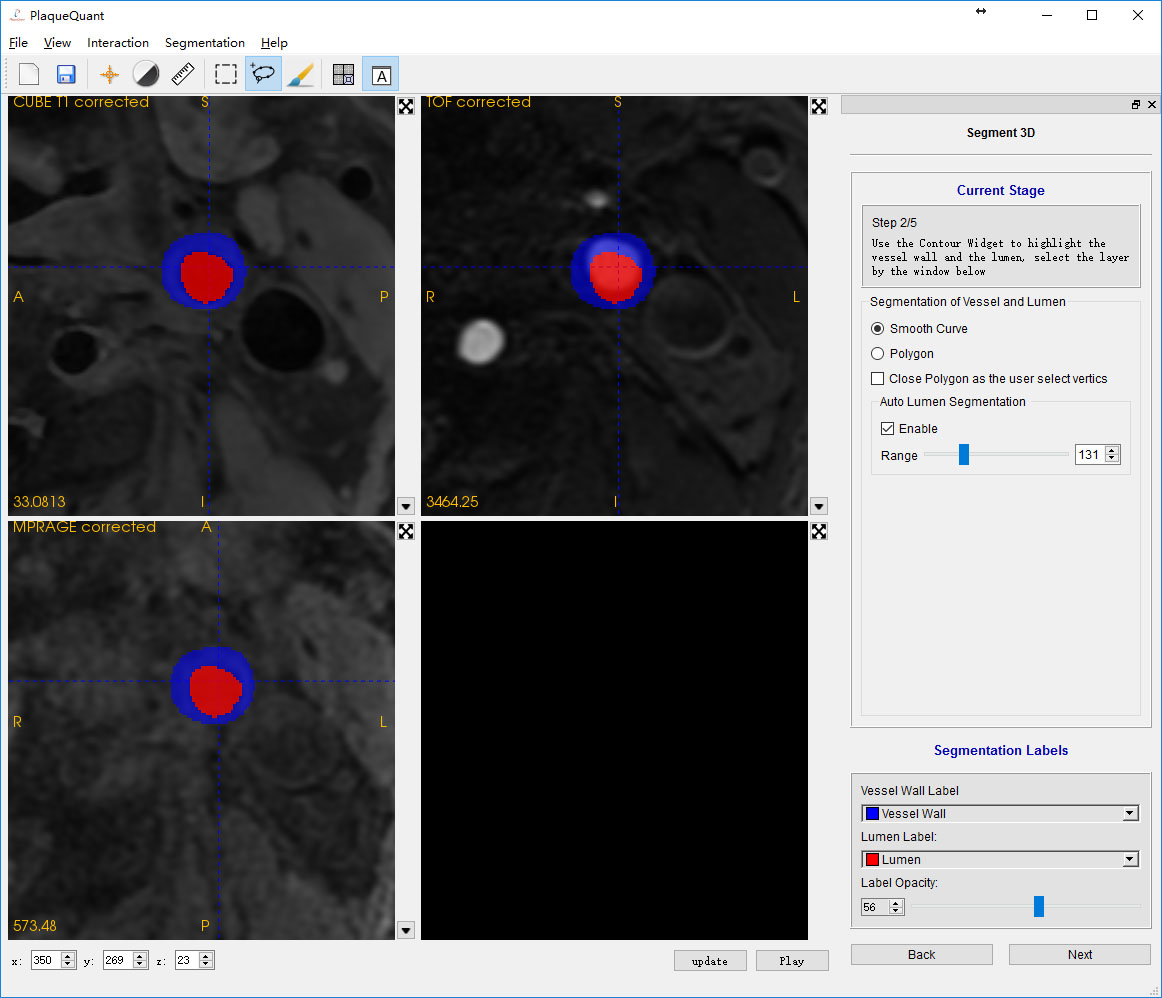 PlaqueQuant
File View Interaction Segmentation Help
A
CUBE T1 corrected S
A P
33.0813 I
TOF corrected S
R L
3464.25 I
MPRAGE corrected A
R L
573.48 P
x: 350 y: 269 z: 23 update Play
Segment 3D
Current Stage
Step 2/5
Use the Contour Widget to highlight the
vessel wall and the lumen, select the layer
by the window below
Segmentation of Vessel and Lumen
Smooth Curve
Polygon
Close Polygon as the user select vertics
Auto Lumen Segmentation
Enable
Range 131
Segmentation Labels
Vessel Wall Label
Vessel Wall
Lumen Label:
Lumen
Label Opacity:
56
Back Next